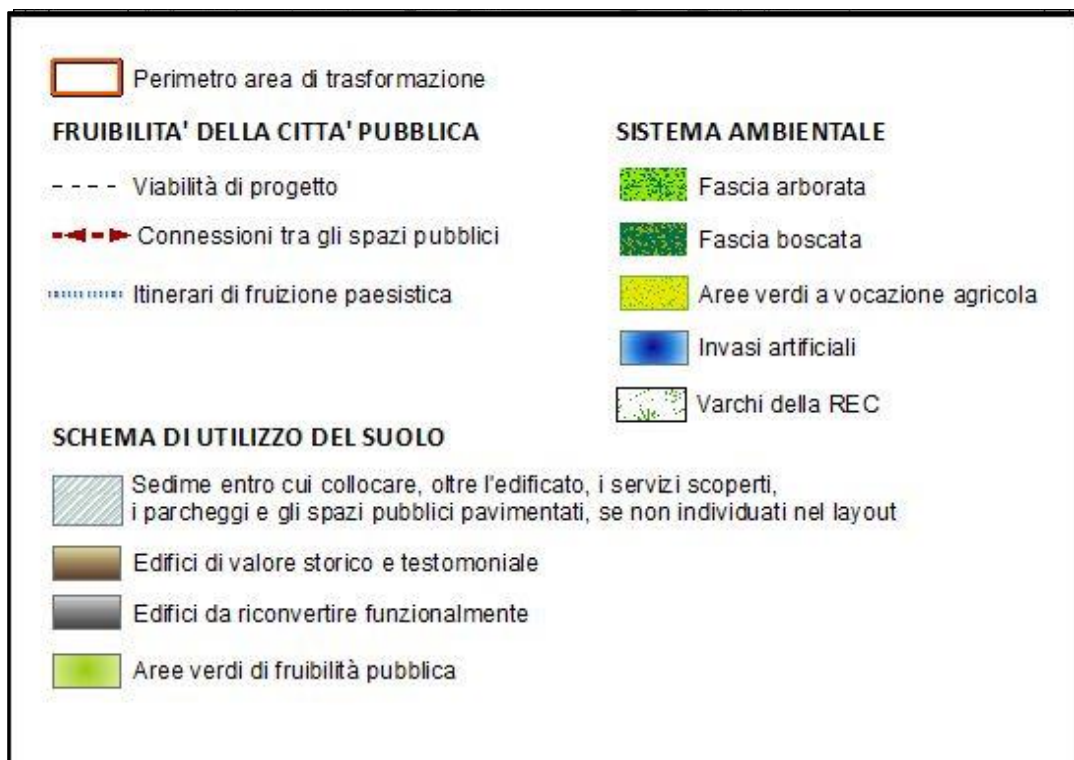 Perimetro area di trasformazione
FRUIBILITA' DELLA CITTA' PUBBLICA
Viabilità di progetto
Connessioni tra gli spazi pubblici
Itinerari di fruizione paesistica
SISTEMA AMBIENTALE
Fascia arborata
Fascia boscata
Aree verdi a vocazione agricola
Invasi artificiali
Varchi della REC
SCHEMA DI UTILIZZO DEL SUOLO
Sedime entro cui collocare, oltre l'edificato, i servizi scoperti,
i parcheggi e gli spazi pubblici pavimentati, se non individuati nel layout
Edifici di valore storico e testomoniale
Edifici da riconvertire funzionalmente
Aree verdi di fruibilità pubblica